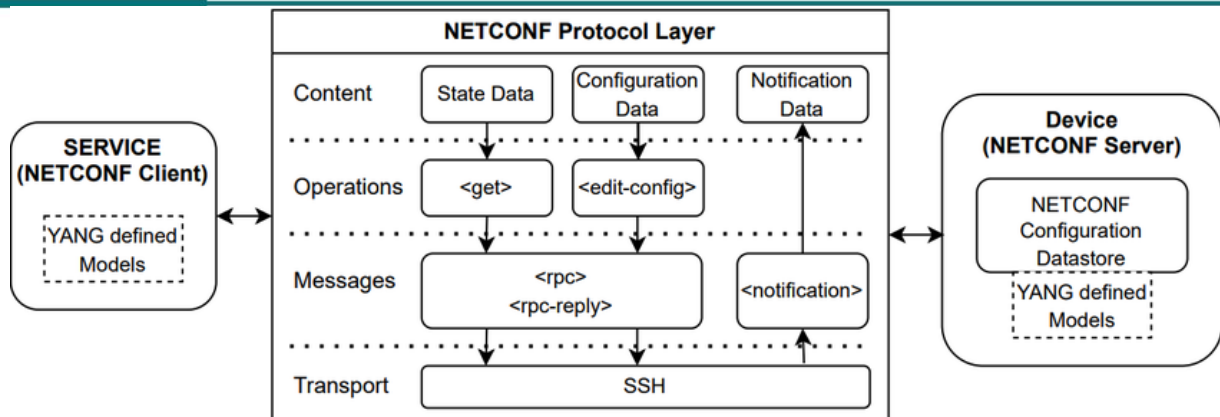 NETCONF Protocol Layer
Content
State Data
Configuration
Data
Notification
Data
SERVICE
(NETCONF Client)
YANG defined
Models
Operations
<get>
<edit-config>
Messages
<rpc>
<rpc-reply>
<notification>
Transport
SSH
Device
(NETCONF Server)
NETCONF
Configuration
Datastore
YANG defined
Models